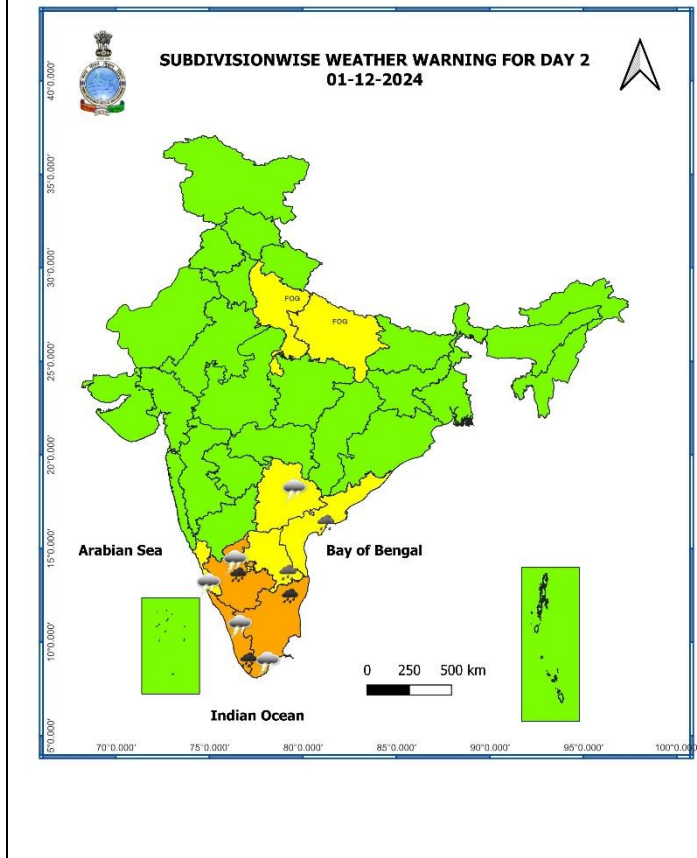 SUBDIVISIONWISE WEATHER WARNING FOR DAY 2
01-12-2024
40°0.000'
35°0.000'
30°0.000'
25°0.000'
20°0.000'
15°0.000'
10°0.000'
5°0.000'
FOG
FOG
Arabian Sea
Bay of Bengal
0 250 500 km
Indian Ocean
70°0.000' 75°0.000' 80°0.000' 85°0.000' 90°0.000' 95°0.000' 100°0.000'